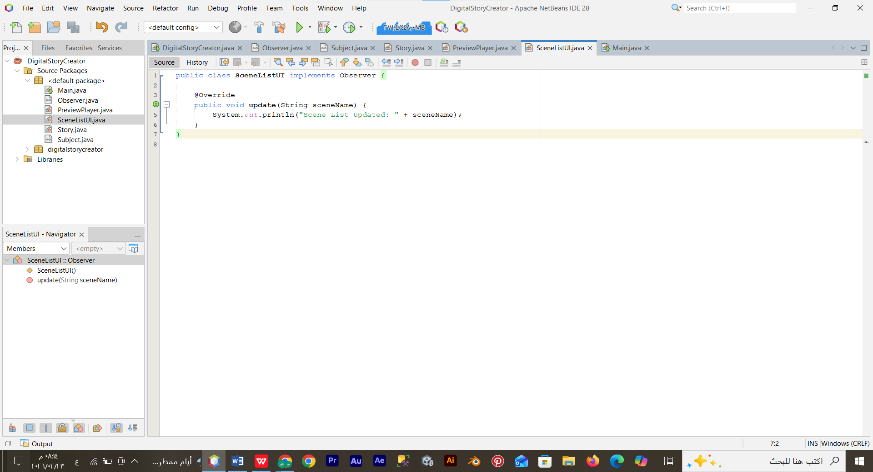 File Edit View Navigate Source Refactor Run Debug Profile Team Tools Window Help
DigitalStoryCreator - Apache NetBeans IDE 28
Search (Ctrl+I)
<default config>
Proj...
Files
Favorites
Services
DigitalStoryCreator.java
Observer.java
Subject.java
Story.java
PreviewPlayer.java
SceneListUI.java
Main.java
DigitalStoryCreator
Source Packages
<default package>
Main.java
Observer.java
PreviewPlayer.java
SceneListUI.java
Story.java
Subject.java
digitalstorycreator
Libraries
Source
History
1 public class SceneListUI implements Observer {
2
3 @Override
public void update(String sceneName) {
5 System.out.println("Scene List Updated: " + sceneName);
6 }
7 }
8
SceneListUI - Navigator
Members
<empty>
SceneListUI :: Observer
SceneListUI()
update(String sceneName)
Output
7:2
INS
Windows (CRLF)
اكتب هنا للبحث